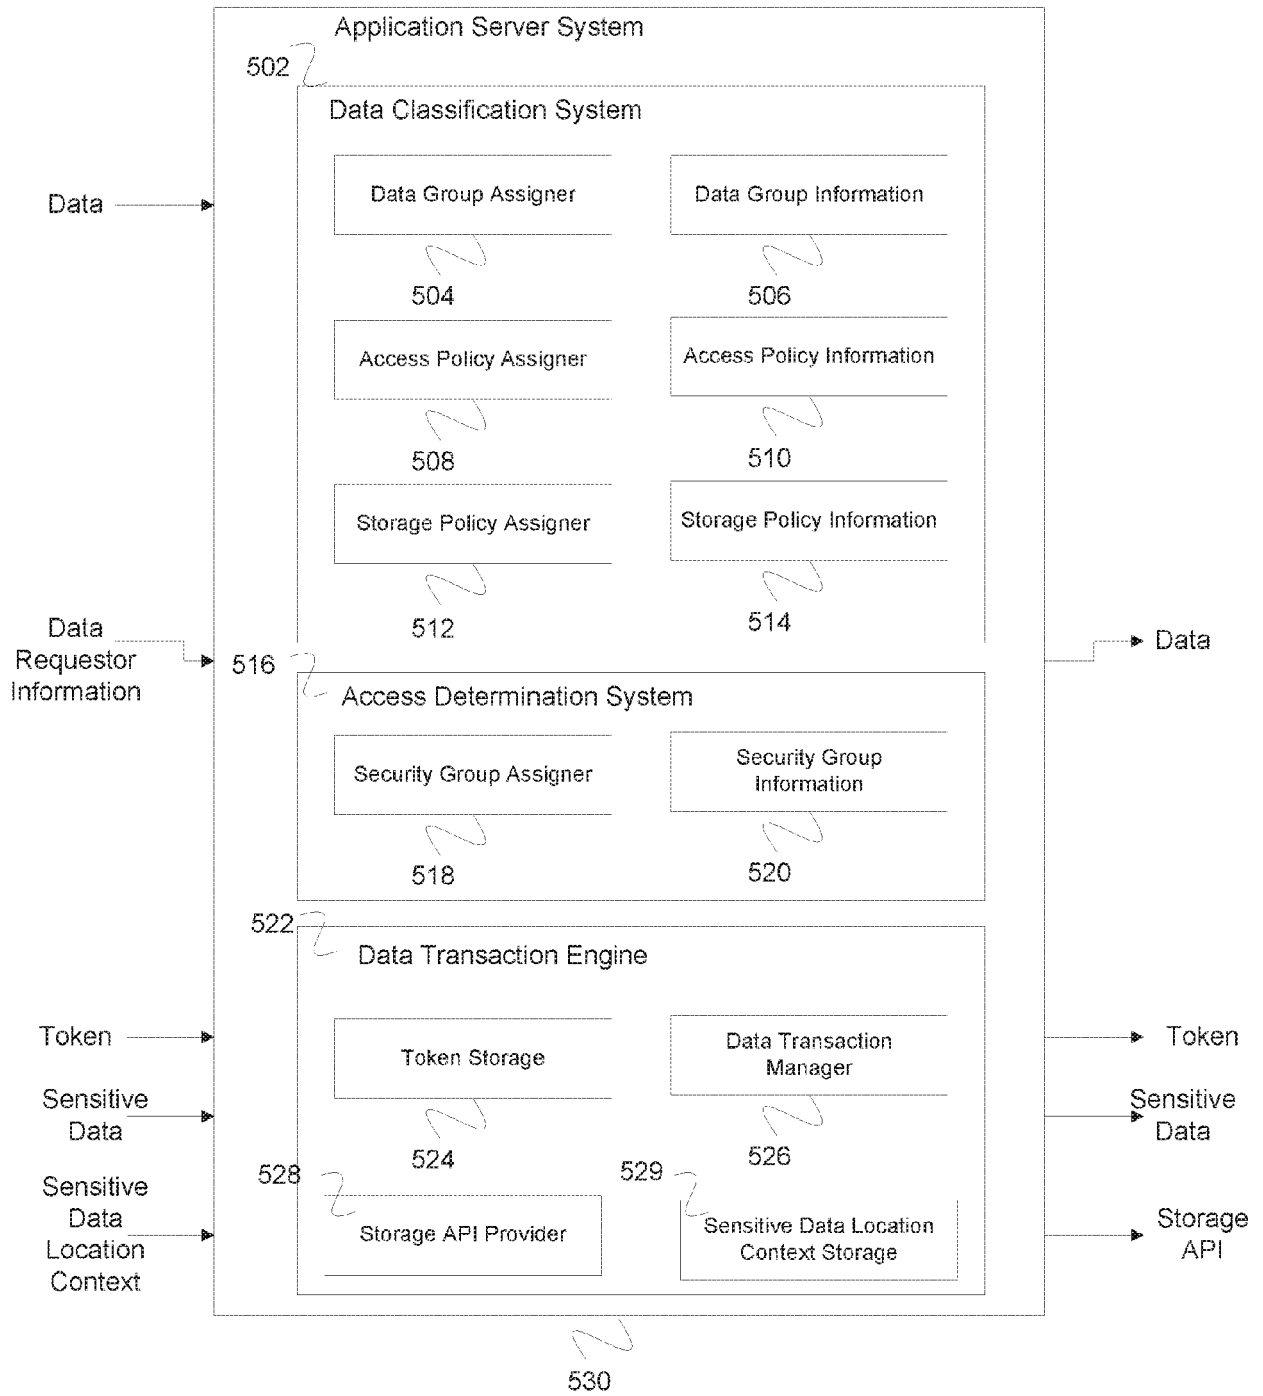 Application Server System
502
Data Classification System
Data
Data Group Assigner
Data Group Information
504
506
Access Policy Assigner
Access Policy Information
508
510
Storage Policy Assigner
Storage Policy Information
512
514
Data
Requestor
Information
516
Data
Access Determination System
Security Group Assigner
Security Group
Information
518
520
522
Data Transaction Engine
Token
Token Storage
Data Transaction
Manager
Token
Sensitive
Data
Sensitive
Data
524
526
528
529
Sensitive
Data
Location
Context
Storage API Provider
Sensitive Data Location
Context Storage
Storage
API
530